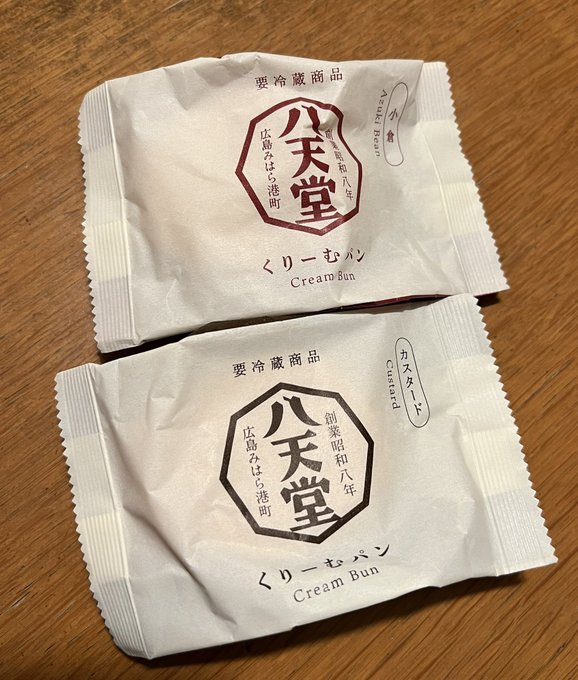 要冷蔵商品
小倉
Azuki Bean
創業昭和八年
八天堂
広島みはら港町
くりーむパン
Cream Bun
要冷蔵商品
カスタード
Custard
創業昭和八年
八天堂
広島みはら港町
くりーむパン
Cream Bun